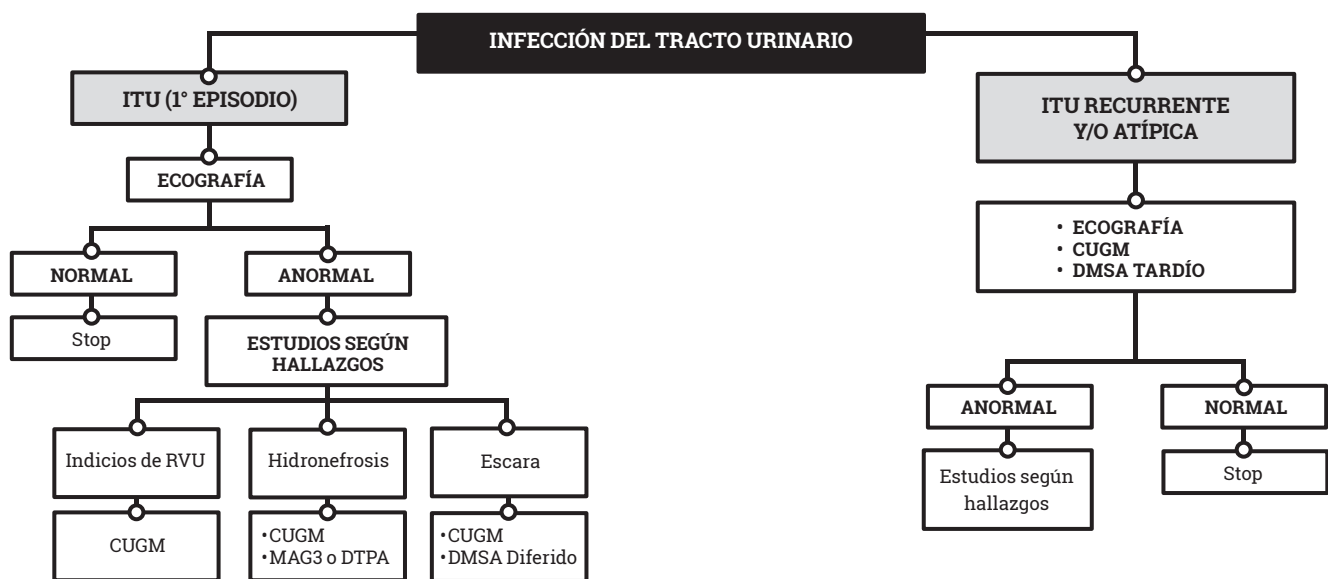 INFECCIÓN DEL TRACTO URINARIO
ITU (1° EPISODIO)
ECOGRAFÍA
NORMAL
Stop
ANORMAL
ESTUDIOS SEGÚN
HALLAZGOS
Indicios de RVU
CUGM
Hidronefrosis
•CUGM
•MAG3 o DTPA
Escara
•CUGM
•DMSA Diferido
ITU RECURRENTE
Y/O ATÍPICA
• ECOGRAFÍA
• CUGM
• DMSA TARDÍO
ANORMAL
Estudios según
hallazgos
NORMAL
Stop